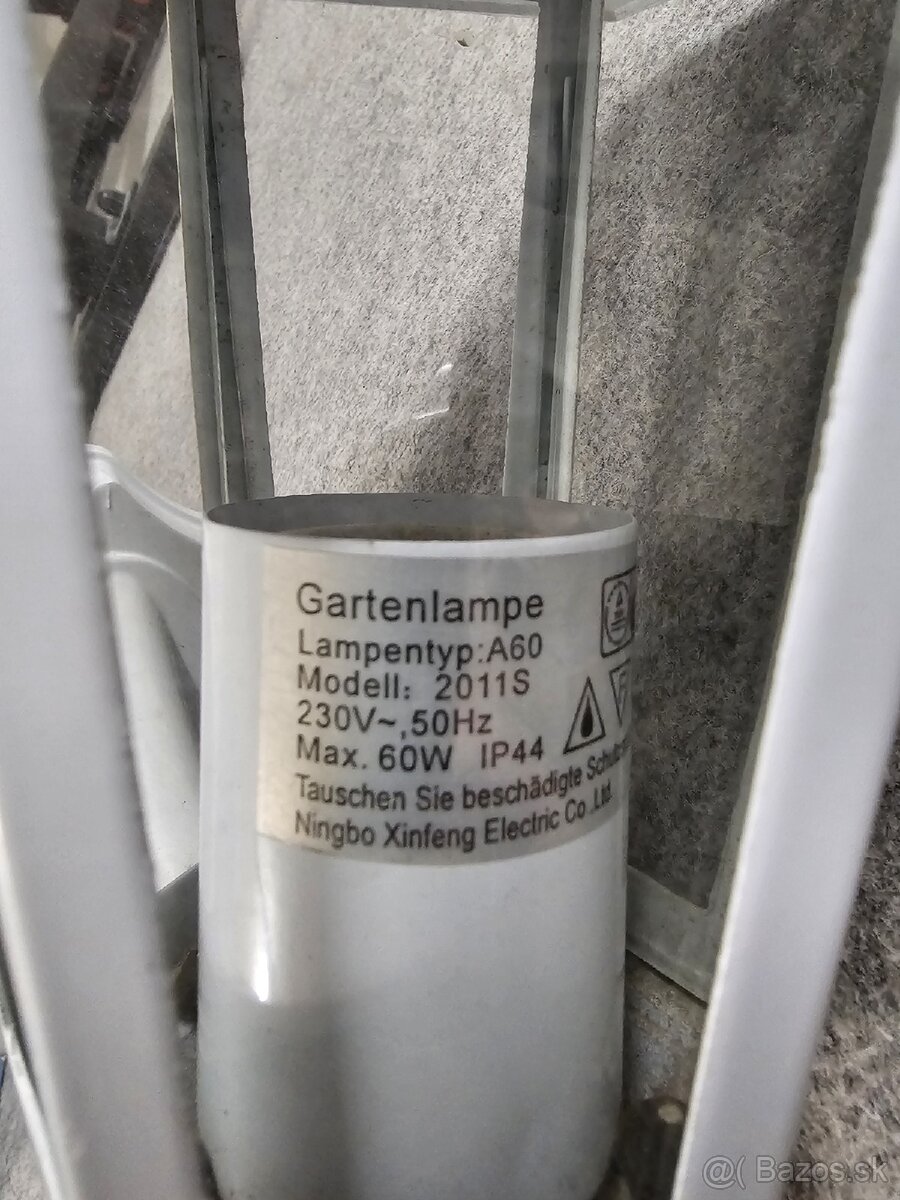 Gartenlampe
Lampentyp:A60
Modell: 2011S
230V~,50Hz
Max. 60W IP44
Tauschen Sie beschädigte
Ningbo Xinfeng Electric Co .Ltd.
@( Bazos.sk